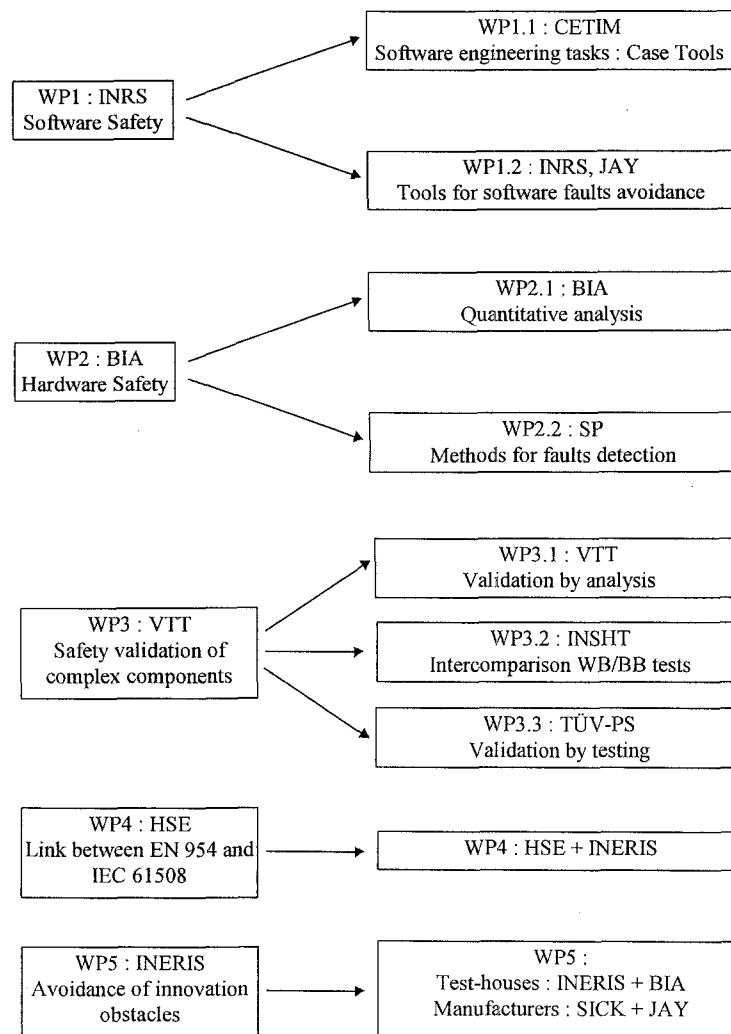 WP1.1 : CETIM
Software engineering tasks : Case Tools
WP1 : INRS
Software Safety
WP1.2 : INRS, JAY
Tools for software faults avoidance
WP2.1 : BIA
Quantitative analysis
WP2 : BIA
Hardware Safety
WP2.2 : SP
Methods for faults detection
WP3.1 : VTT
Validation by analysis
WP3 : VTT
Safety validation of
complex components
WP3.2 : INSHT
Intercomparison WB/BB tests
WP3.3 : TÜV-PS
Validation by testing
WP4 : HSE
Link between EN 954 and
IEC 61508
WP4 : HSE + INERIS
WP5 : INERIS
Avoidance of innovation
obstacles
WP5 :
Test-houses : INERIS + BIA
Manufacturers : SICK + JAY